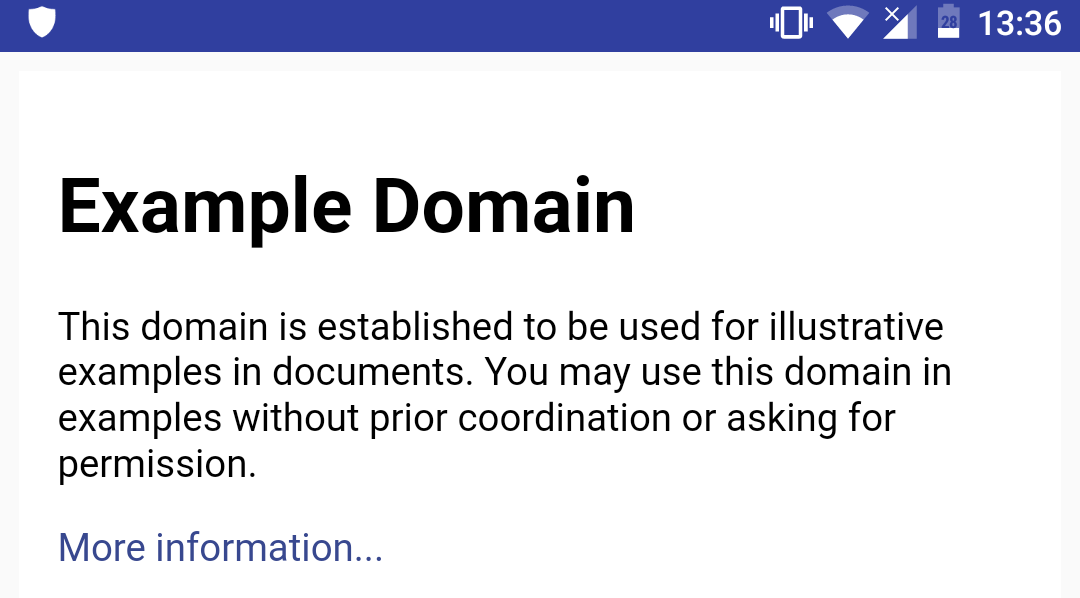 28 13:36
Example Domain
This domain is established to be used for illustrative
examples in documents. You may use this domain in
examples without prior coordination or asking for
permission.
More information...